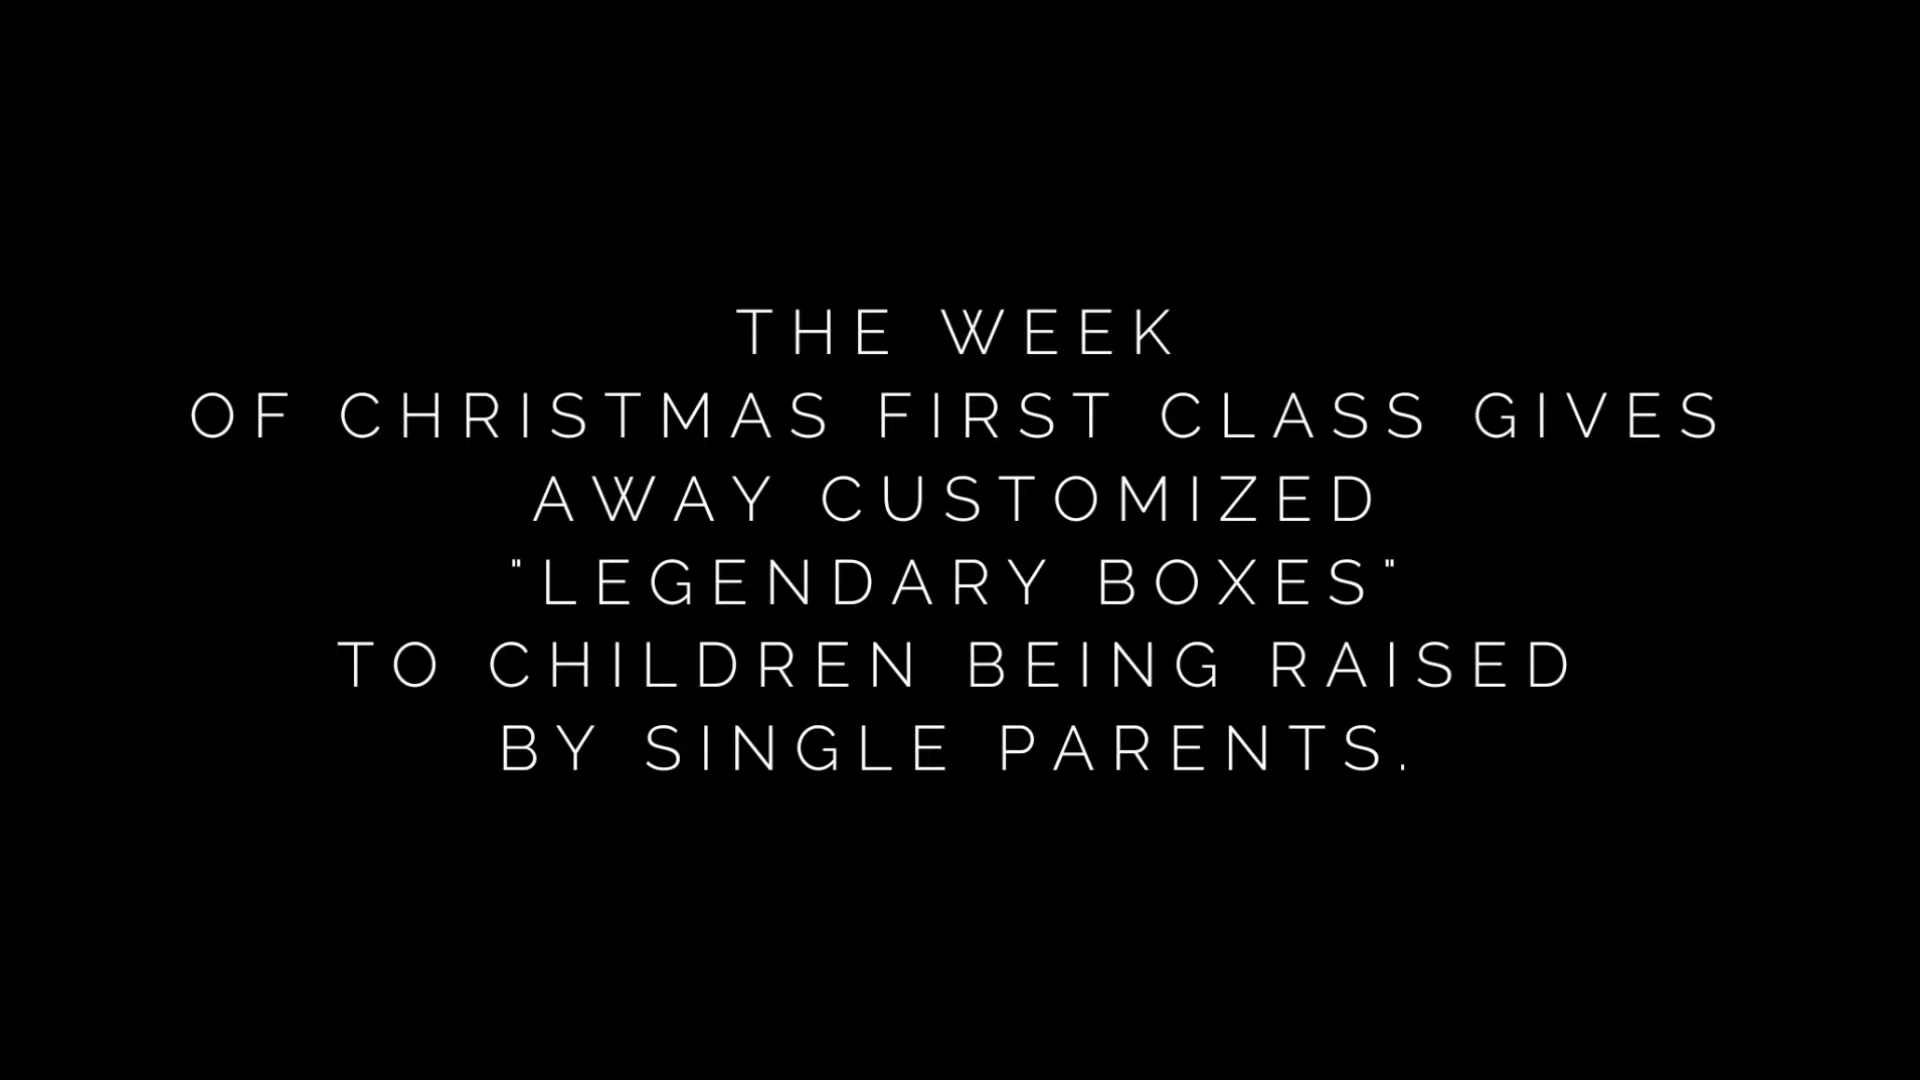 THE WEEK
OF CHRISTMAS FIRST CLASS GIVES
AWAY CUSTOMIZED
"LEGENDARY BOXES"
TO CHILDREN BEING RAISED
BY SINGLE PARENTS.